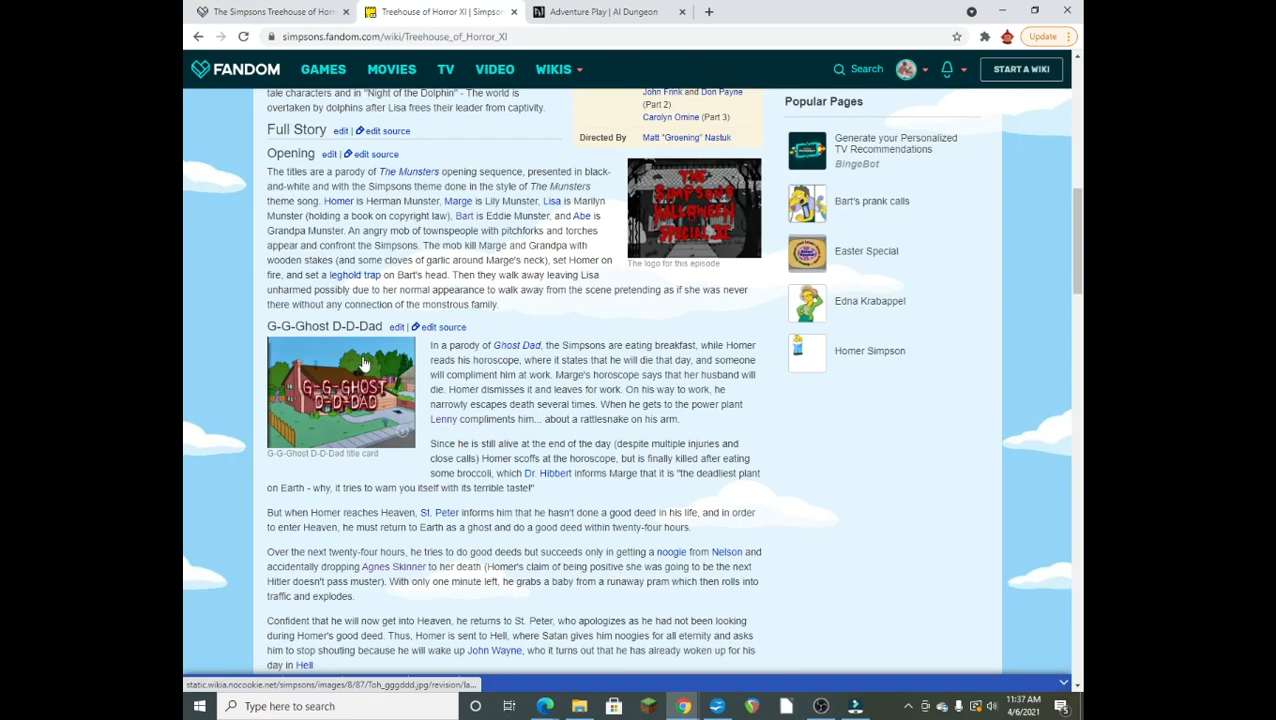 The Simpsons Treehouse of Hor
Treehouse of Horror XI | Simpson
Adventure Play | AI Dungeon
simpsons.fandom.com/wiki/Treehouse_of_Horror_XI
Update
FANDOM GAMES MOVIES TV VIDEO WIKIS Search START A WIKI
tale characters and in "Night of the Dolphin" - The world is
overtaken by dolphins after Lisa frees their leader from captivity.
John Frink and Don Payne
(Part 2)
Carolyn Omine (Part 3)
Directed By Matt "Groening" Nastuk
Full Story edit | edit source
Opening edit | edit source
The titles are a parody of The Munsters opening sequence, presented in black-
and-white and with the Simpsons theme done in the style of The Munsters
theme song. Homer is Herman Munster, Marge is Lily Munster, Lisa is Marilyn
Munster (holding a book on copyright law), Bart is Eddie Munster, and Abe is
Grandpa Munster. An angry mob of townspeople with pitchforks and torches
appear and confront the Simpsons. The mob kill Marge and Grandpa with
wooden stakes (and some cloves of garlic around Marge's neck), set Homer on
fire, and set a leghold trap on Bart's head. Then they walk away leaving Lisa
unharmed possibly due to her normal appearance to walk away from the scene pretending as if she was never
there without any connection of the monstrous family.
THE
SIMPSONS
HALLOWEEN
SPECIAL XI
The logo for this episode
G-G-Ghost D-D-Dad edit | edit source
G-G-GHOST
D-D-DAD
G-G-Ghost D-D-Dad title card
In a parody of Ghost Dad, the Simpsons are eating breakfast, while Homer
reads his horoscope, where it states that he will die that day, and someone
will compliment him at work. Marge's horoscope says that her husband will
die. Homer dismisses it and leaves for work. On his way to work, he
narrowly escapes death several times. When he gets to the power plant
Lenny compliments him... about a rattlesnake on his arm.
Since he is still alive at the end of the day (despite multiple injuries and
close calls) Homer scoffs at the horoscope, but is finally killed after eating
some broccoli, which Dr. Hibbert informs Marge that it is "the deadliest plant
on Earth - why, it tries to warn you itself with its terrible taste!"
But when Homer reaches Heaven, St. Peter informs him that he hasn't done a good deed in his life, and in order
to enter Heaven, he must return to Earth as a ghost and do a good deed within twenty-four hours.
Over the next twenty-four hours, he tries to do good deeds but succeeds only in getting a noogie from Nelson and
accidentally dropping Agnes Skinner to her death (Homer's claim of being positive she was going to be the next
Hitler doesn't pass muster). With only one minute left, he grabs a baby from a runaway pram which then rolls into
traffic and explodes.
Confident that he will now get into Heaven, he returns to St. Peter, who apologizes as he had not been looking
during Homer's good deed. Thus, Homer is sent to Hell, where Satan gives him noogies for all eternity and asks
him to stop shouting because he will wake up John Wayne, who it turns out that he has already woken up for his
day in Hell
Popular Pages
Generate your Personalized
TV Recommendations
BingeBot
Bart's prank calls
Easter Special
Edna Krabappel
Homer Simpson
static.wikia.nocookie.net/simpsons/images/8/87/Toh_gggddd.jpg/revision/la...
Type here to search
11:37 AM
4/6/2021
5